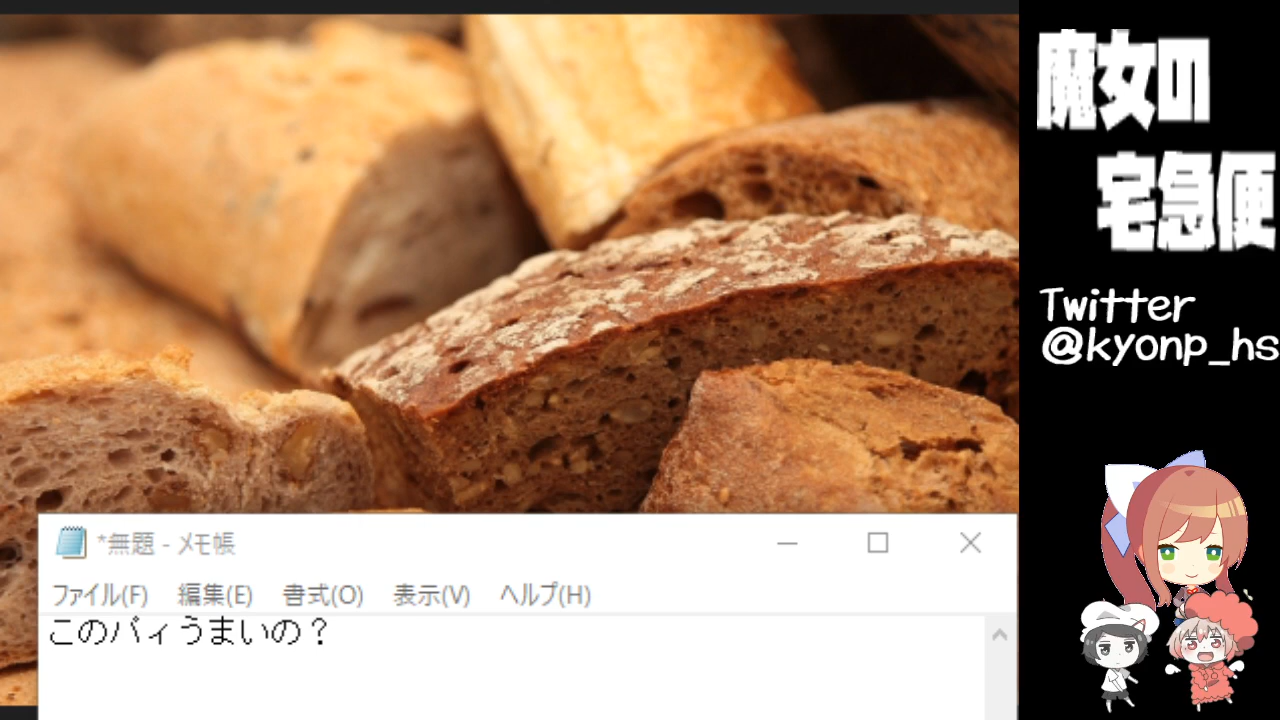 魔女の
宅急便
Twitter
@kyonp_hs
*無題 - メモ帳
ファイル(F) 編集(E) 書式(O) 表示(V) ヘルプ(H)
このパィうまいの？